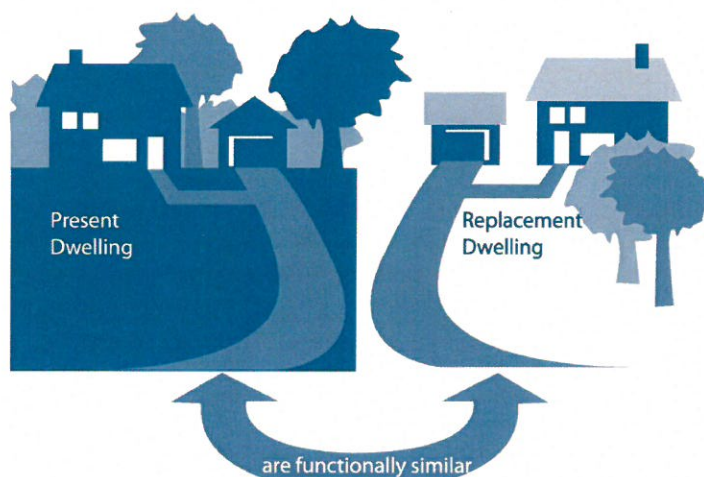 Present
Dwelling
Replacement
Dwelling
are functionally similar